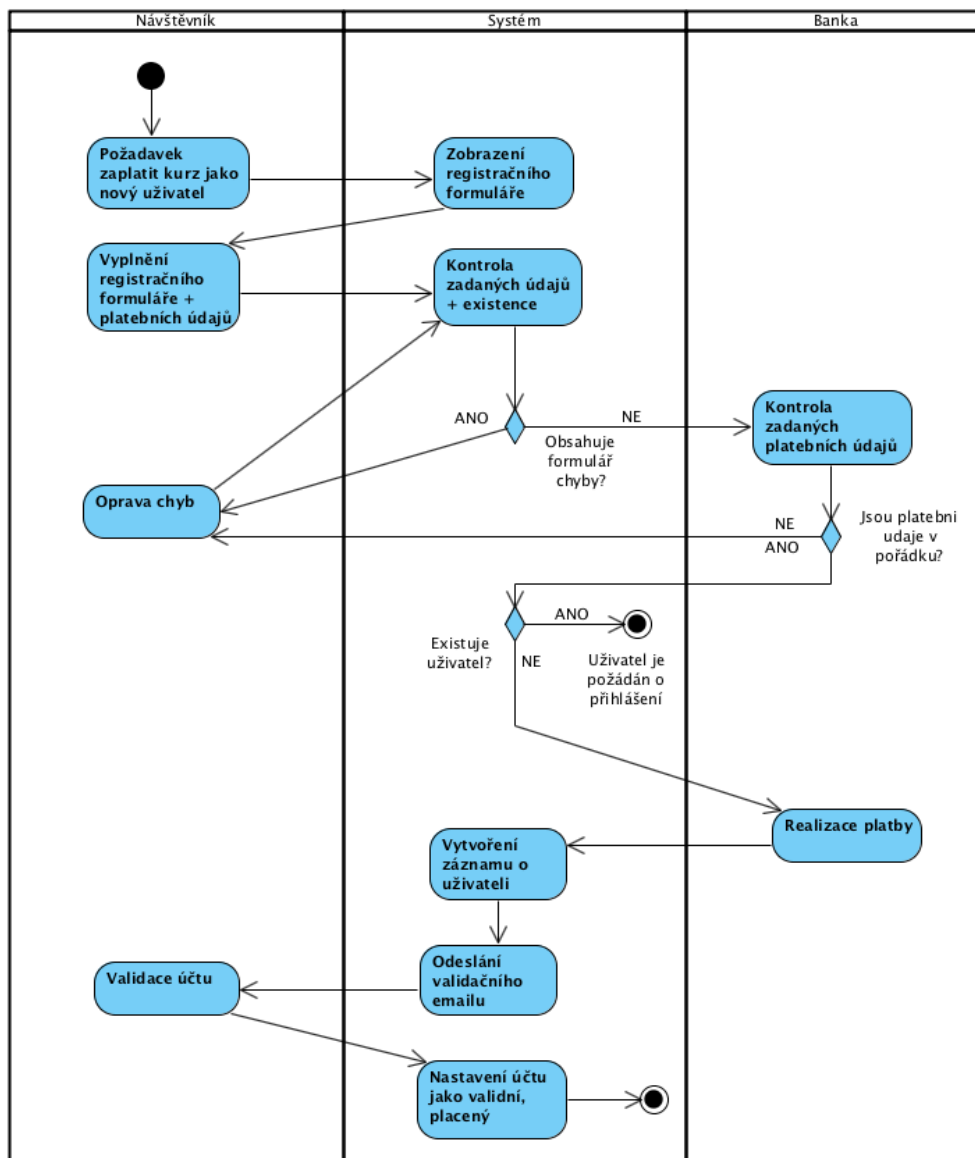 Návštěvník
Systém
Banka
Požadavek
zaplatit kurz jako
nový uživatel
Zobrazení
registračního
formuláře
Vyplnění
registračního
formuláře +
platebních údajů
Kontrola
zadaných údajů
+ existence
ANO
NE
Obsahuje
formulář
chyby?
Kontrola
zadaných
platebních údajů
Oprava chyb
NE
ANO
Jsou platebni
udaje v
pořádku?
Existuje
uživatel?
ANO
NE
Uživatel je
požádán o
přihlášení
Realizace platby
Vytvoření
záznamu o
uživateli
Odeslání
validačního
emailu
Validace účtu
Nastavení účtu
jako validní,
placený